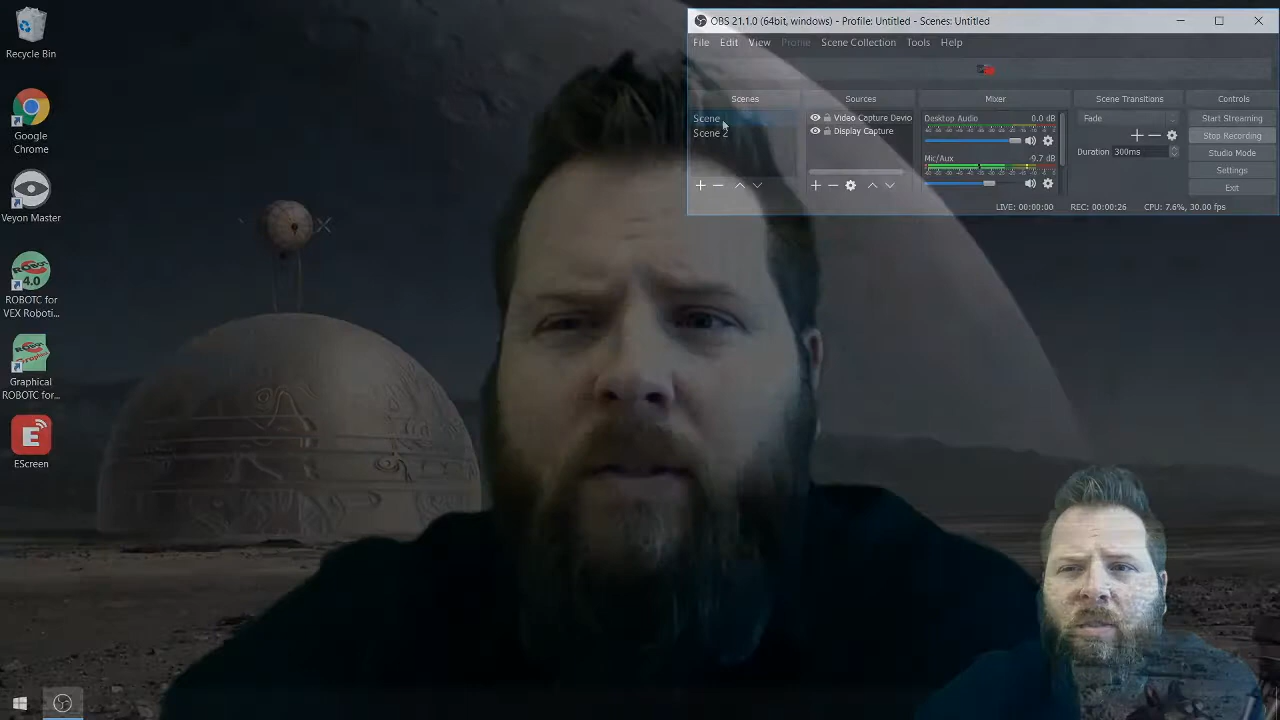 Recycle Bin
Google
Chrome
Veyon Master
ROBOTC for
VEX Roboti...
Graphical
ROBOTC for...
EScreen
OBS 21.1.0 (64bit, windows) - Profile: Untitled - Scenes: Untitled
File Edit View Profile Scene Collection Tools Help
Scenes
Scene
Scene 2
Sources
Video Capture Devic
Display Capture
Mixer
Desktop Audio 0.0 dB
Mic/Aux -9.7 dB
Scene Transitions
Fade
Duration 300ms
Controls
Start Streaming
Stop Recording
Studio Mode
Settings
Exit
LIVE: 00:00:00 REC: 00:00:26 CPU: 7.6%, 30.00 fps